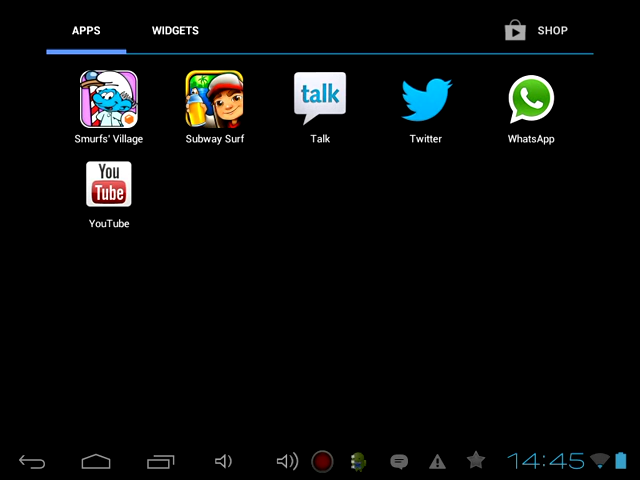 APPS WIDGETS SHOP
talk
Smurfs' Village Subway Surf Talk Twitter WhatsApp
You
Tube
YouTube
14:45